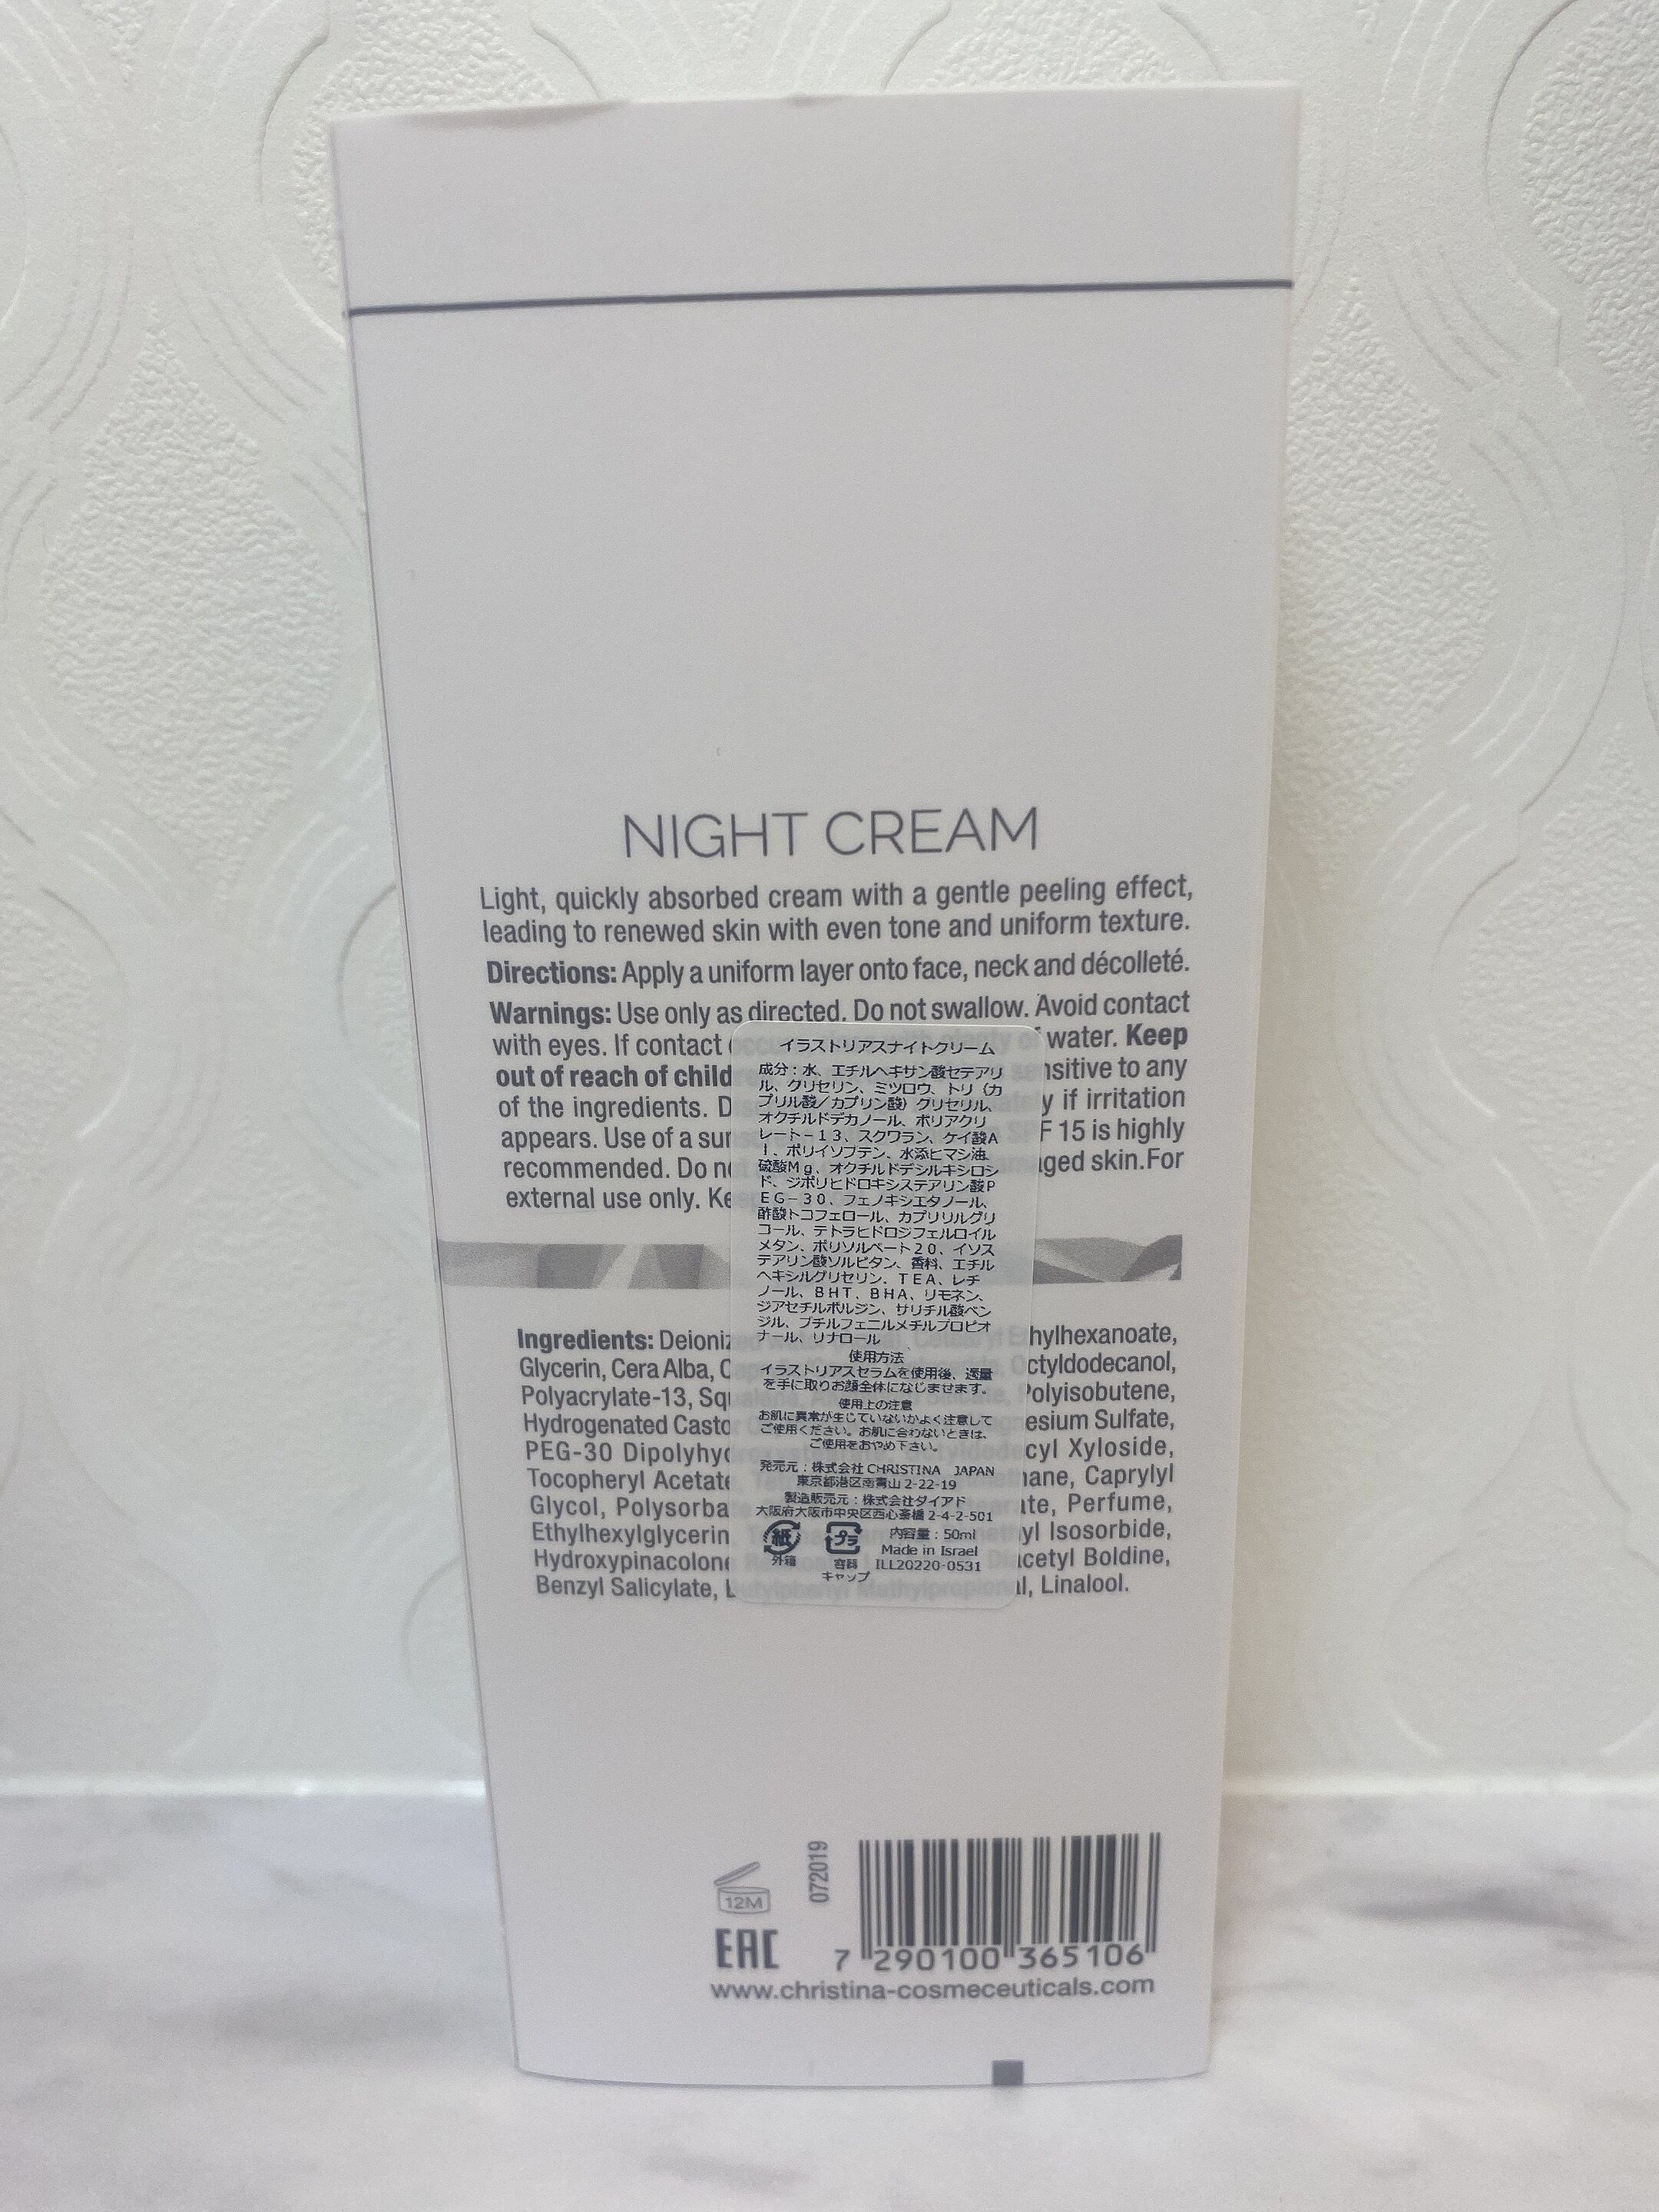 NIGHT CREAM
Light, quickly absorbed cream with a gentle peeling effect,
leading to renewed skin with even tone and uniform texture.
Directions: Apply a uniform layer onto face, neck and décolleté.
Warnings: Use only as directed. Do not swallow. Avoid contact
with eyes. If contact water. Keep
out of reach of child nsitive to any
of the ingredients. D y if irritation
appears. Use of a sun F 15 is highly
recommended. Do no aged skin.For
external use only. Ke
イラストリアスナイトクリーム
成分：水、エチルヘキサン酸セテアリ
ル、グリセリン、ミツロウ、トリ（カ
プリル酸／カプリン酸）グリセリル、
オクチルドデカノール、ポリアクリ
レート－１３、スクワラン、ケイ酸Ａ
ｌ、ポリイソブテン、水添ヒマシ油、
硫酸Ｍｇ、オクチルドデシルキシロシ
ド、ジポリヒドロキシステアリン酸Ｐ
ＥＧ－３０、フェノキシエタノール、
酢酸トコフェロール、カプリリルグリ
コール、テトラヒドロジフェルロイル
メタン、ポリソルベート２０、イソス
テアリン酸ソルビタン、香料、エチル
ヘキシルグリセリン、ＴＥＡ、レチ
ノール、ＢＨＴ、ＢＨＡ、リモネン、
ジアセチルボルジン、サリチル酸ベン
ジル、ブチルフェニルメチルプロピオ
ナール、リナロール
使用方法
イラストリアスセラムを使用後、適量
を手に取りお顔全体になじませます。
使用上の注意
お肌に異常が生じていないかよく注意して
ご使用ください。お肌に合わないときは、
ご使用をおやめ下さい。
発売元：株式会社 CHRISTINA JAPAN
東京都港区南青山 2-22-19
製造販売元：株式会社ダイアド
大阪府大阪市中央区西心斎橋 2-4-2-501
紙 プラ 内容量：50ml
外箱 容器 Made in Israel
キャップ ILL20220-0531
Ingredients: Deioniz hylhexanoate,
Glycerin, Cera Alba, C ctyldodecanol,
Polyacrylate-13, Squ Polyisobutene,
Hydrogenated Casto esium Sulfate,
PEG-30 Dipolyhyd cyl Xyloside,
Tocopheryl Acetate hane, Caprylyl
Glycol, Polysorba ate, Perfume,
Ethylhexylglycerin yl Isosorbide,
Hydroxypinacolone Diacetyl Boldine,
Benzyl Salicylate, l, Linalool.
12M
072019
EAC
7 290100 365106
www.christina-cosmeceuticals.com